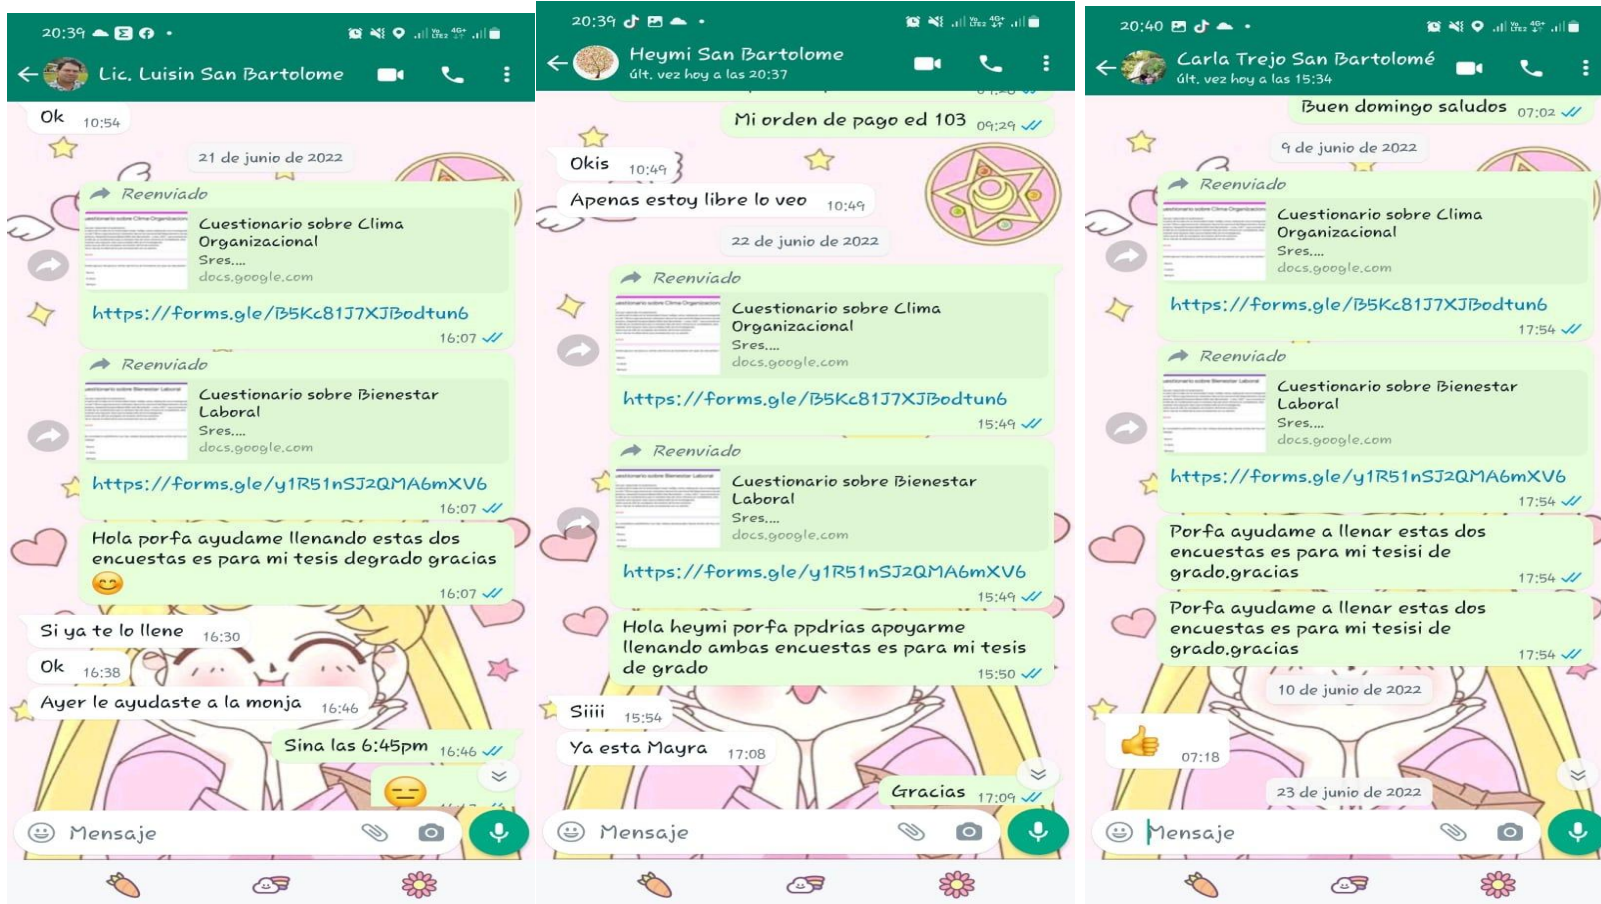 20:39
Lic. Luisin San Bartolome
Ok 10:54
21 de junio de 2022
Reenviado
Cuestionario sobre Clima
Organizacional
Sres....
docs.google.com
https://forms.gle/B5Kc81J7XJBodtun6
16:07
Reenviado
Cuestionario sobre Bienestar
Laboral
Sres....
docs.google.com
https://forms.gle/y1R51nSJ2QMA6mXV6
16:07
Hola porfa ayudame llenando estas dos
encuestas es para mi tesis degrado gracias
16:07
Si ya te lo llene 16:30
Ok 16:38
Ayer le ayudaste a la monja 16:46
Sina las 6:45pm 16:46
Mensaje
20:39
Heymi San Bartolome
últ. vez hoy a las 20:37
Mi orden de pago ed 103 09:29
Okis 10:49
Apenas estoy libre lo veo 10:49
22 de junio de 2022
Reenviado
Cuestionario sobre Clima
Organizacional
Sres....
docs.google.com
https://forms.gle/B5Kc81J7XJBodtun6
15:49
Reenviado
Cuestionario sobre Bienestar
Laboral
Sres....
docs.google.com
https://forms.gle/y1R51nSJ2QMA6mXV6
15:49
Hola heymi porfa ppdrias apoyarme
llenando ambas encuestas es para mi tesis
de grado 15:50
Siiii 15:54
Ya esta Mayra 17:08
Gracias 17:09
Mensaje
20:40
Carla Trejo San Bartolomé
últ. vez hoy a las 15:34
Buen domingo saludos 07:02
9 de junio de 2022
Reenviado
Cuestionario sobre Clima
Organizacional
Sres....
docs.google.com
https://forms.gle/B5Kc81J7XJBodtun6
17:54
Reenviado
Cuestionario sobre Bienestar
Laboral
Sres....
docs.google.com
https://forms.gle/y1R51nSJ2QMA6mXV6
17:54
Porfa ayudame a llenar estas dos
encuestas es para mi tesisi de
grado.gracias 17:54
Porfa ayudame a llenar estas dos
encuestas es para mi tesisi de
grado.gracias 17:54
10 de junio de 2022
07:18
23 de junio de 2022
Mensaje